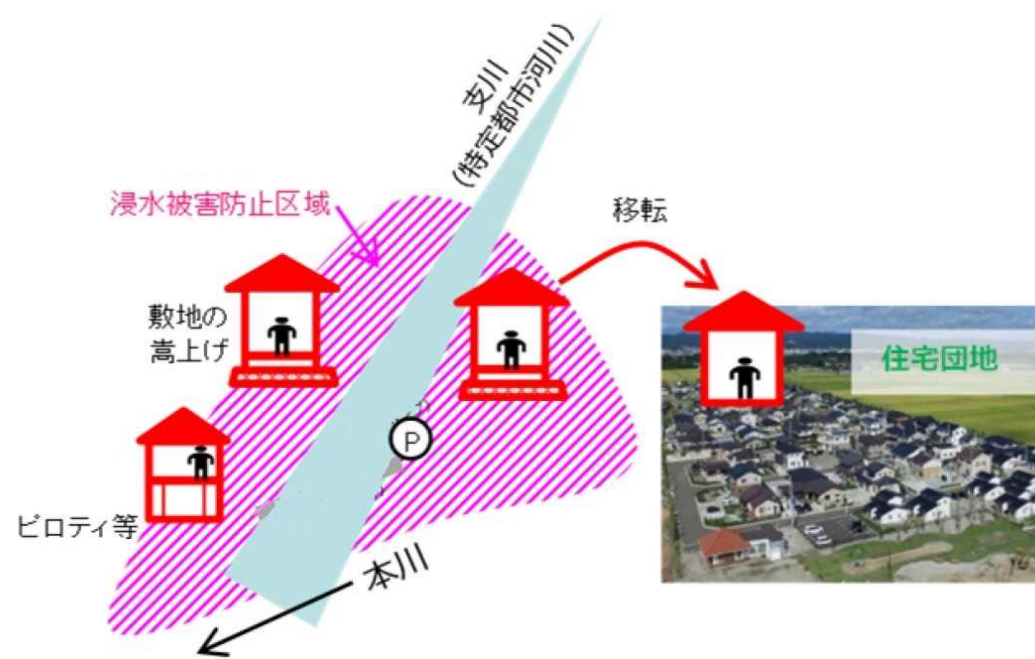 支川
(特定都市河川)
浸水被害防止区域
移転
敷地の
嵩上げ
住宅団地
P
ピロティ等
本川